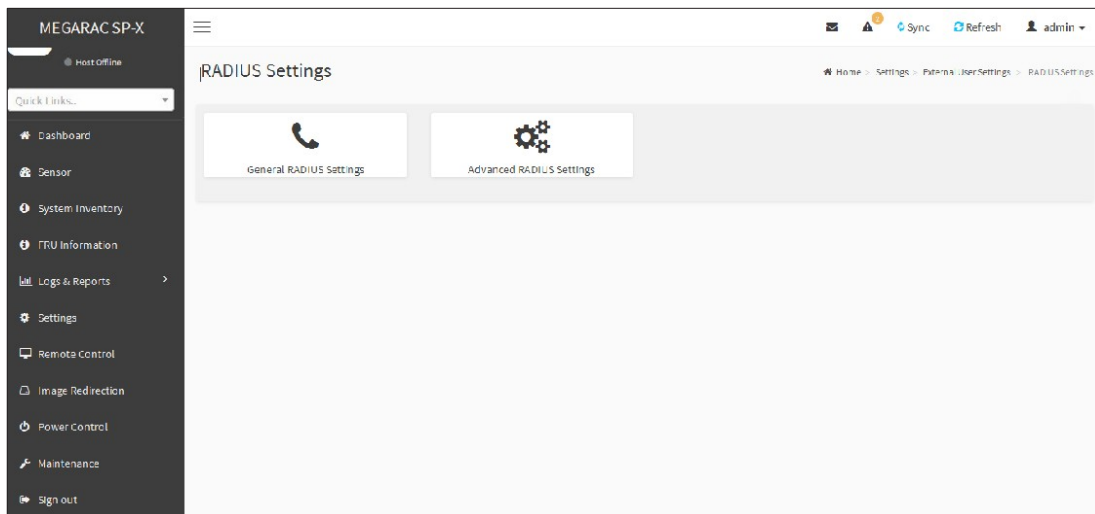 MEGARAC SP-X
Host Offline
Quick Links...
Dashboard
Sensor
System Inventory
FRU Information
Logs & Reports
Settings
Remote Control
Image Redirection
Power Control
Maintenance
Sign out
Sync
Refresh
admin
RADIUS Settings
Home > Settings > External User Settings > RADIUS Settings
General RADIUS Settings
Advanced RADIUS Settings